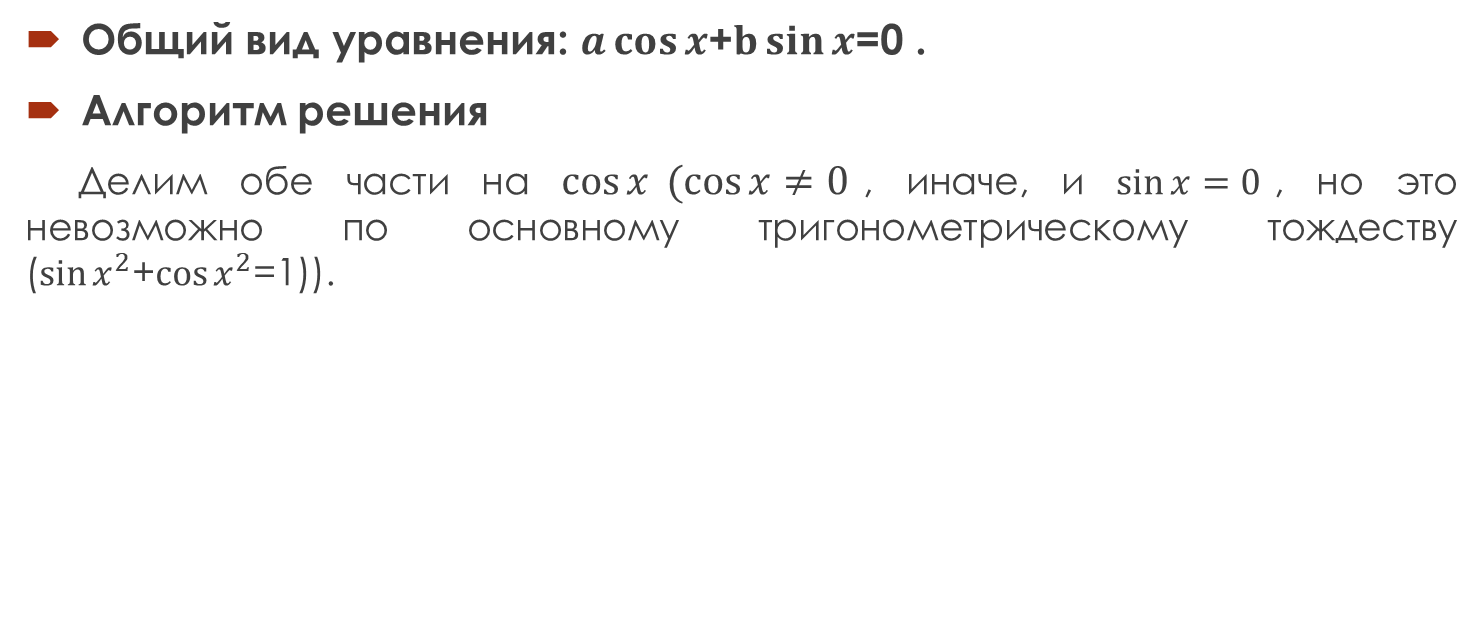 Общий вид уравнения: a cos x+b sin x=0 .
Алгоритм решения
Делим обе части на cos x (cos x ≠ 0 , иначе, и sin x = 0 , но это
невозможно по основному тригонометрическому тождеству
(sin x²+cos x²=1)).